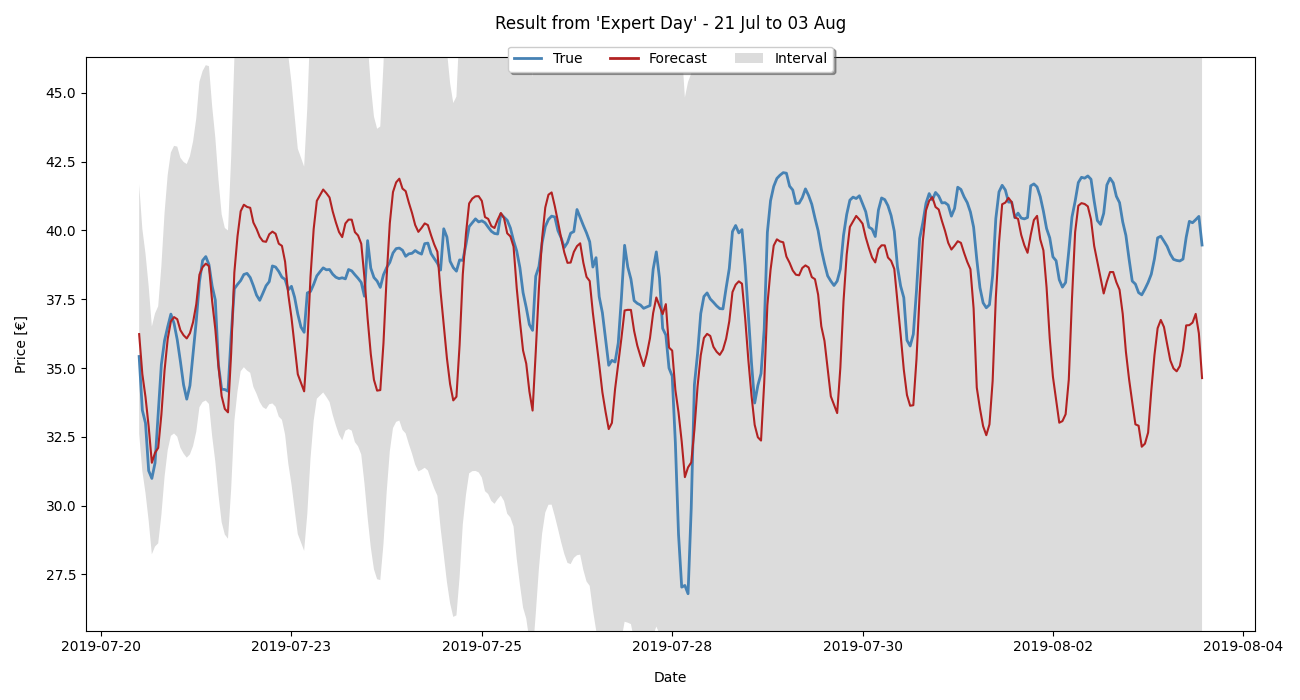 Result from 'Expert Day' - 21 Jul to 03 Aug
True Forecast Interval
45.0
42.5
40.0
37.5
35.0
32.5
30.0
27.5
Price [€]
2019-07-20 2019-07-23 2019-07-25 2019-07-28 2019-07-30 2019-08-02 2019-08-04
Date